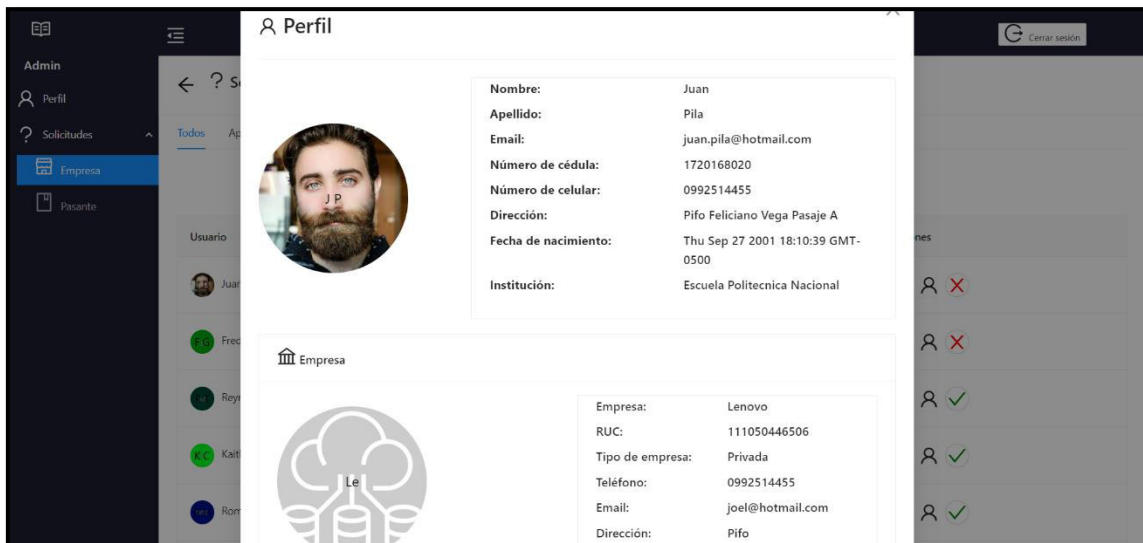 Perfil
Cerrar sesión
Admin
Perfil
Solicitudes
Empresa
Pasante
Todos
Usuario
J P
Nombre: Juan
Apellido: Pila
Email: juan.pila@hotmail.com
Número de cédula: 1720168020
Número de celular: 0992514455
Dirección: Pifo Feliciano Vega Pasaje A
Fecha de nacimiento: Thu Sep 27 2001 18:10:39 GMT-
0500
Institución: Escuela Politecnica Nacional
Empresa
Le
Empresa: Lenovo
RUC: 111050446506
Tipo de empresa: Privada
Teléfono: 0992514455
Email: joel@hotmail.com
Dirección: Pifo
F G
K C